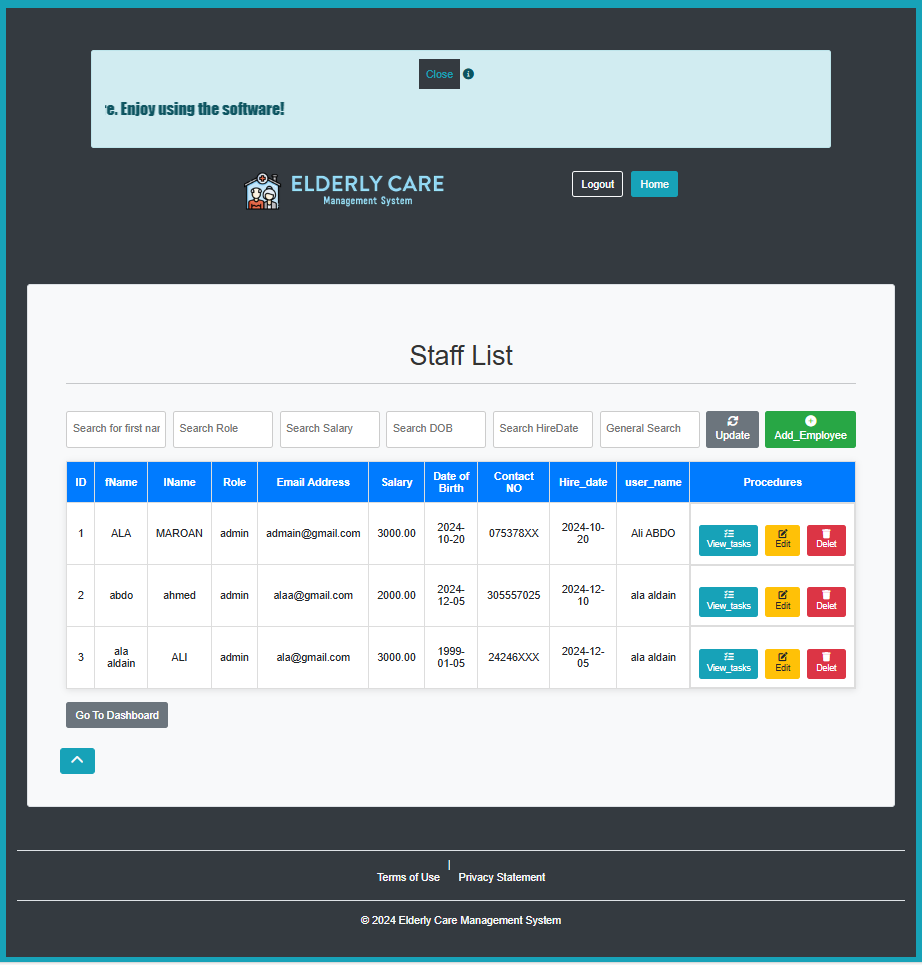 Close
e. Enjoy using the software!
ELDERLY CARE
Management System
Logout
Home
Staff List
Search for first nar
Search Role
Search Salary
Search DOB
Search HireDate
General Search
Update
Add_Employee
ID fName lName Role Email Address Salary Date of Birth Contact NO Hire_date user_name Procedures
1 ALA MAROAN admin admain@gmail.com 3000.00 2024-10-20 075378XX 2024-10-20 Ali ABDO View_tasks Edit Delet
2 abdo ahmed admin alaa@gmail.com 2000.00 2024-12-05 305557025 2024-12-10 ala aldain View_tasks Edit Delet
3 ala aldain ALI admin ala@gmail.com 3000.00 1999-01-05 24246XXX 2024-12-05 ala aldain View_tasks Edit Delet
Go To Dashboard
Terms of Use | Privacy Statement
© 2024 Elderly Care Management System